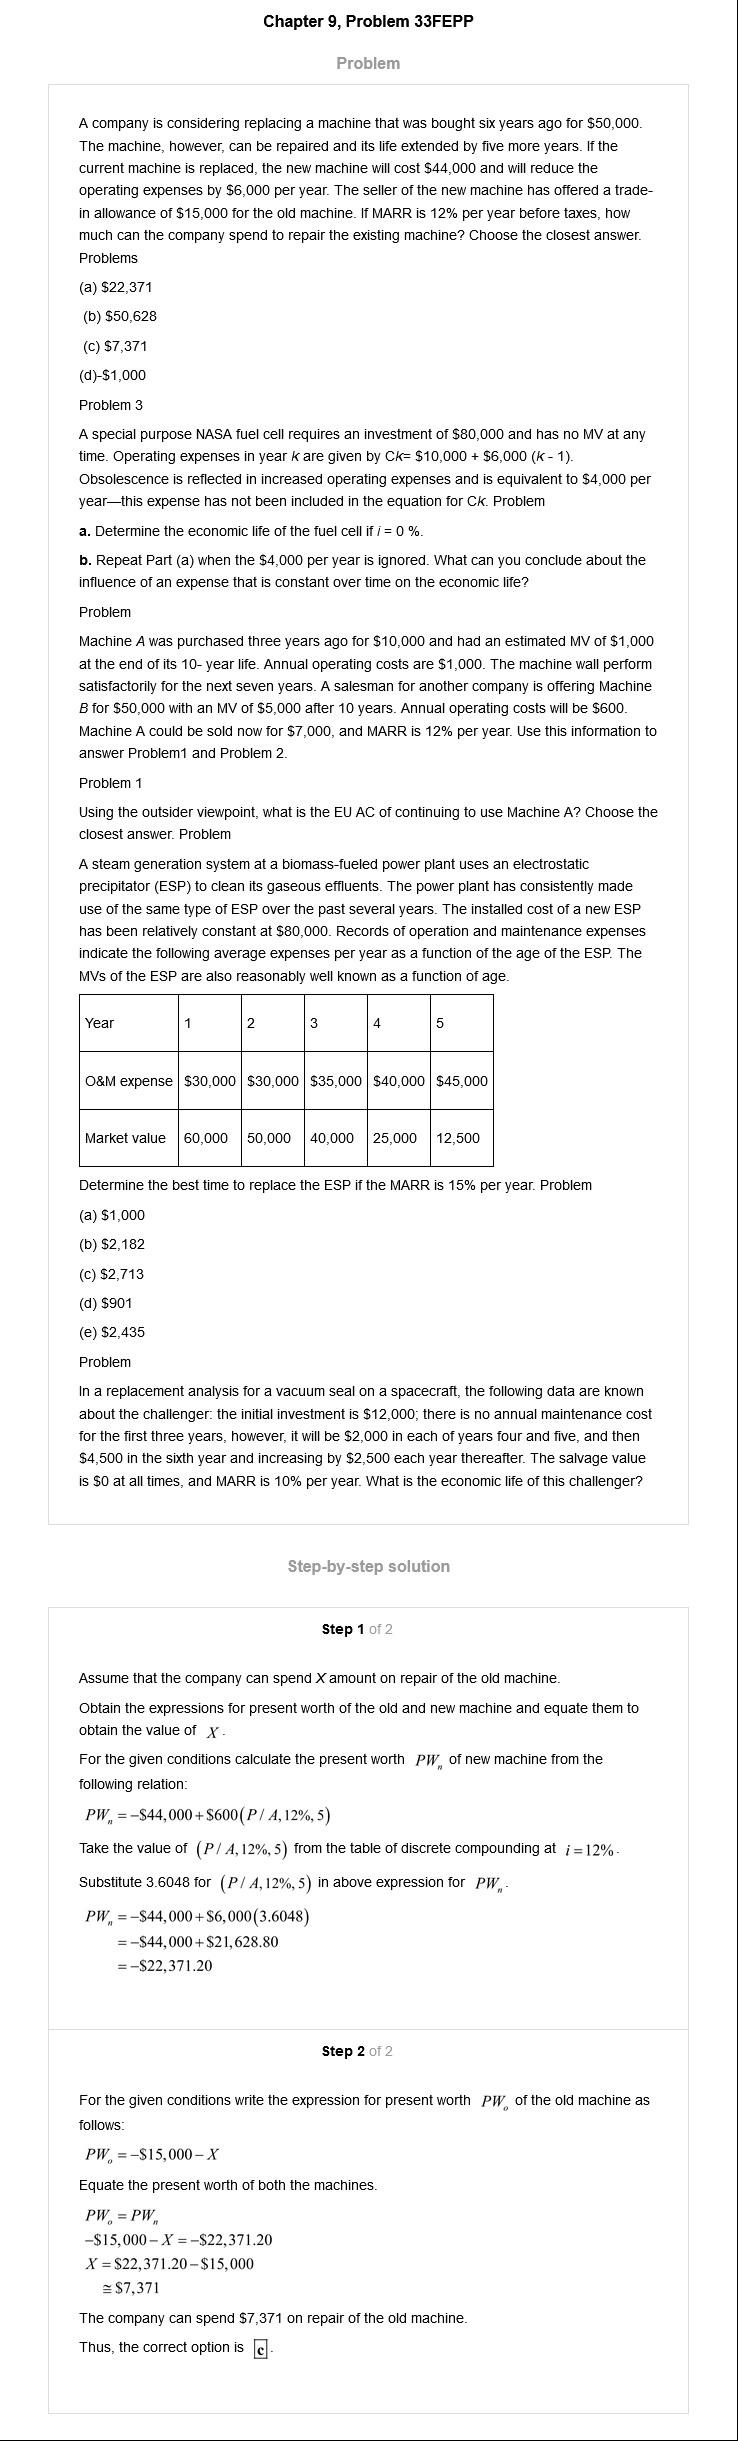 Chapter 9, Problem 33FEPP
Problem
A company is considering replacing a machine that was bought six years ago for $50,000.
The machine, however, can be repaired and its life extended by five more years. If the
current machine is replaced, the new machine will cost $44,000 and will reduce the
operating expenses by $6,000 per year. The seller of the new machine has offered a trade-
in allowance of $15,000 for the old machine. If MARR is 12% per year before taxes, how
much can the company spend to repair the existing machine? Choose the closest answer.
Problems
(a) $22,371
(b) $50,628
(c) $7,371
(d)-$1,000
Problem 3
A special purpose NASA fuel cell requires an investment of $80,000 and has no MV at any
time. Operating expenses in year k are given by Ck= $10,000 + $6,000 (k - 1).
Obsolescence is reflected in increased operating expenses and is equivalent to $4,000 per
year—this expense has not been included in the equation for Ck. Problem
a. Determine the economic life of the fuel cell if i = 0 %.
b. Repeat Part (a) when the $4,000 per year is ignored. What can you conclude about the
influence of an expense that is constant over time on the economic life?
Problem
Machine A was purchased three years ago for $10,000 and had an estimated MV of $1,000
at the end of its 10- year life. Annual operating costs are $1,000. The machine wall perform
satisfactorily for the next seven years. A salesman for another company is offering Machine
B for $50,000 with an MV of $5,000 after 10 years. Annual operating costs will be $600.
Machine A could be sold now for $7,000, and MARR is 12% per year. Use this information to
answer Problem1 and Problem 2.
Problem 1
Using the outsider viewpoint, what is the EU AC of continuing to use Machine A? Choose the
closest answer. Problem
A steam generation system at a biomass-fueled power plant uses an electrostatic
precipitator (ESP) to clean its gaseous effluents. The power plant has consistently made
use of the same type of ESP over the past several years. The installed cost of a new ESP
has been relatively constant at $80,000. Records of operation and maintenance expenses
indicate the following average expenses per year as a function of the age of the ESP. The
MVs of the ESP are also reasonably well known as a function of age.
Year 1 2 3 4 5
O&M expense $30,000 $30,000 $35,000 $40,000 $45,000
Market value 60,000 50,000 40,000 25,000 12,500
Determine the best time to replace the ESP if the MARR is 15% per year. Problem
(a) $1,000
(b) $2,182
(c) $2,713
(d) $901
(e) $2,435
Problem
In a replacement analysis for a vacuum seal on a spacecraft, the following data are known
about the challenger: the initial investment is $12,000; there is no annual maintenance cost
for the first three years, however, it will be $2,000 in each of years four and five, and then
$4,500 in the sixth year and increasing by $2,500 each year thereafter. The salvage value
is $0 at all times, and MARR is 10% per year. What is the economic life of this challenger?
Step-by-step solution
Step 1 of 2
Assume that the company can spend X amount on repair of the old machine.
Obtain the expressions for present worth of the old and new machine and equate them to
obtain the value of X.
For the given conditions calculate the present worth PWₙ of new machine from the
following relation:
PWₙ = −$44,000 + $600(P / A, 12%, 5)
Take the value of (P / A, 12%, 5) from the table of discrete compounding at i = 12%.
Substitute 3.6048 for (P / A, 12%, 5) in above expression for PWₙ.
PWₙ = −$44,000 + $6,000(3.6048)
= −$44,000 + $21,628.80
= −$22,371.20
Step 2 of 2
For the given conditions write the expression for present worth PWₒ of the old machine as
follows:
PWₒ = −$15,000 − X
Equate the present worth of both the machines.
PWₒ = PWₙ
−$15,000 − X = −$22,371.20
X = $22,371.20 − $15,000
≅ $7,371
The company can spend $7,371 on repair of the old machine.
Thus, the correct option is c.